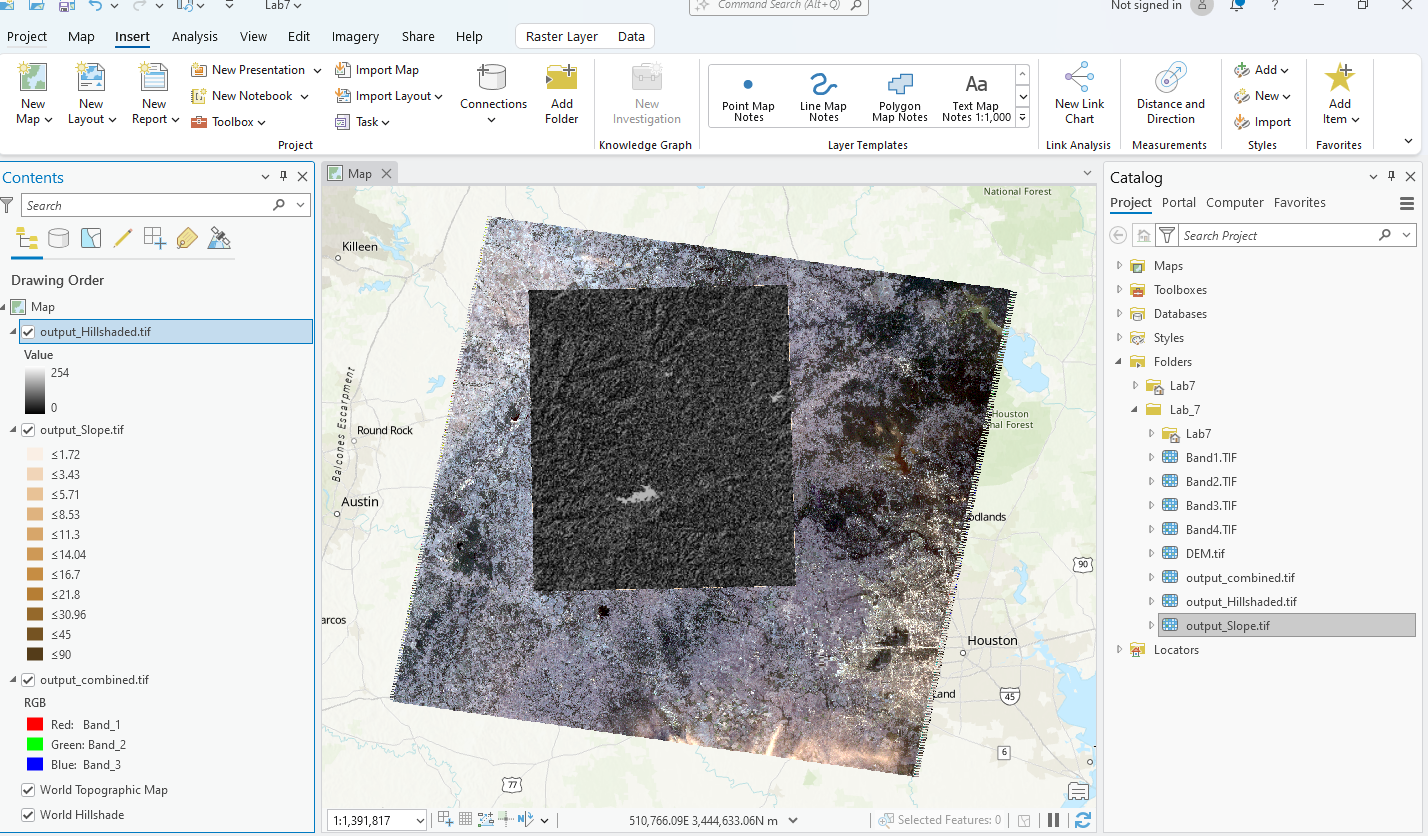 Lab7
Command Search (Alt+Q)
Not signed in
?
Project
Map
Insert
Analysis
View
Edit
Imagery
Share
Help
Raster Layer
Data
New Map
New Layout
New Report
New Presentation
New Notebook
Toolbox
Import Map
Import Layout
Task
Connections
Add Folder
New Investigation
Point Map Notes
Line Map Notes
Polygon Map Notes
Aa
Text Map Notes 1:1,000
New Link Chart
Distance and Direction
Add
New
Import
Add Item
Project
Knowledge Graph
Layer Templates
Link Analysis
Measurements
Styles
Favorites
Contents
Search
Drawing Order
Map
output_Hillshaded.tif
Value
254
0
output_Slope.tif
≤1.72
≤3.43
≤5.71
≤8.53
≤11.3
≤14.04
≤16.7
≤21.8
≤30.96
≤45
≤90
output_combined.tif
RGB
Red: Band_1
Green: Band_2
Blue: Band_3
World Topographic Map
World Hillshade
Map
National Forest
Killeen
Balcones Escarpment
Round Rock
Austin
Houston
nal Forest
odlands
90
arcos
Houston
Land
45
6
77
1:1,391,817
510,766.09E 3,444,633.06N m
Selected Features: 0
Catalog
Project
Portal
Computer
Favorites
Search Project
Maps
Toolboxes
Databases
Styles
Folders
Lab7
Lab_7
Lab7
Band1.TIF
Band2.TIF
Band3.TIF
Band4.TIF
DEM.tif
output_combined.tif
output_Hillshaded.tif
output_Slope.tif
Locators